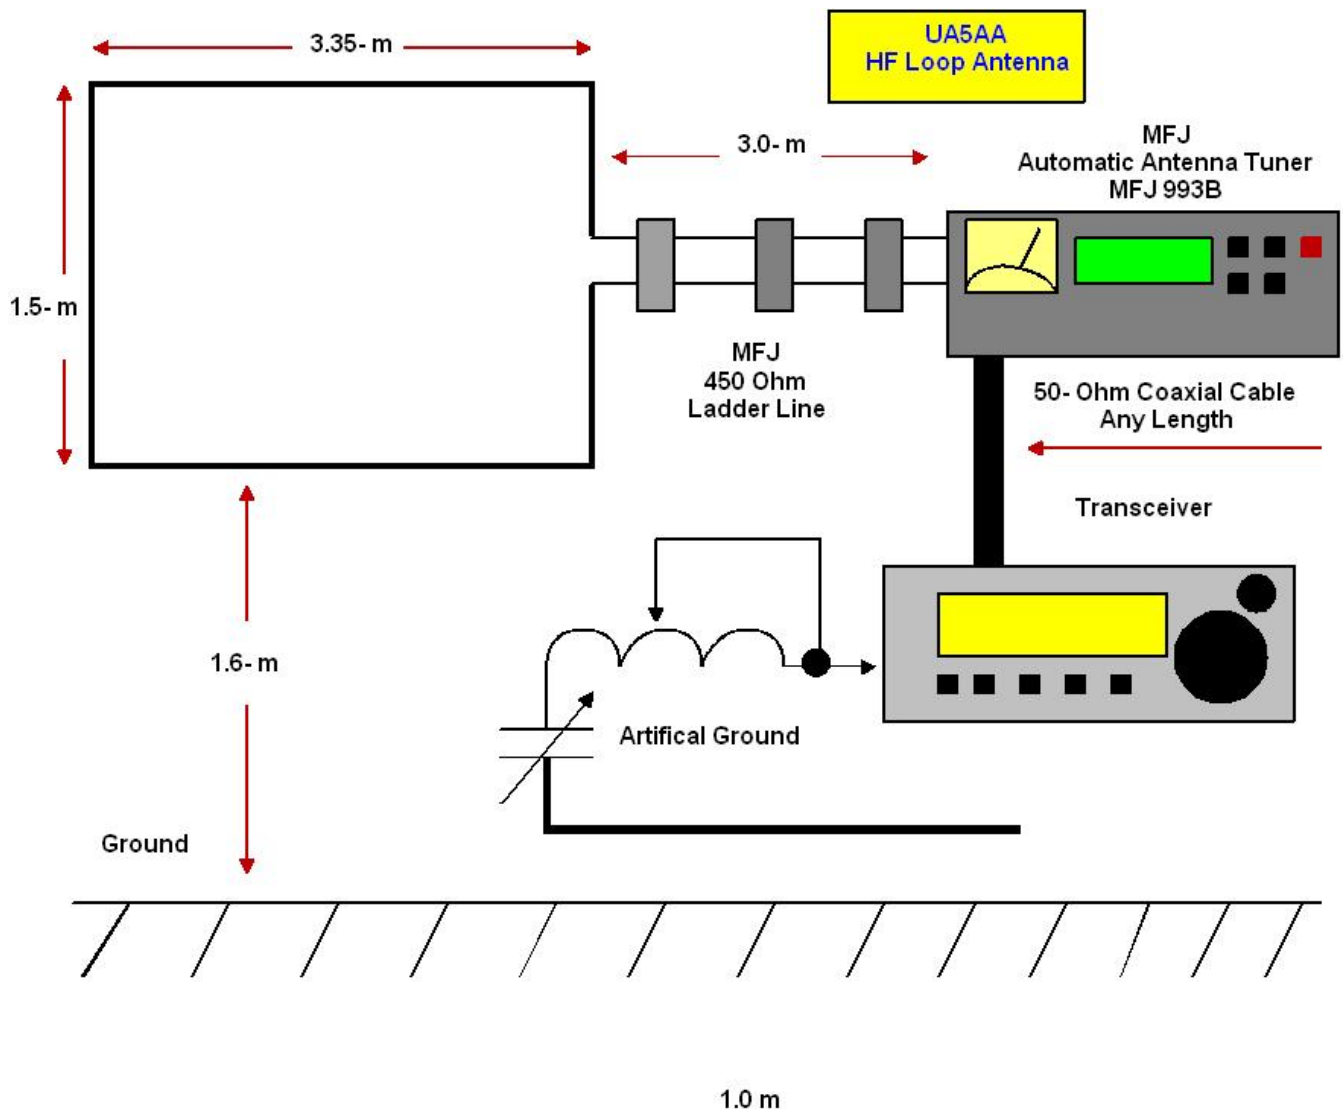 3.35- m
UA5AA
HF Loop Antenna
3.0- m
MFJ
Automatic Antenna Tuner
MFJ 993B
1.5- m
MFJ
450 Ohm
Ladder Line
50- Ohm Coaxial Cable
Any Length
Transceiver
1.6- m
Artifical Ground
Ground
1.0 m